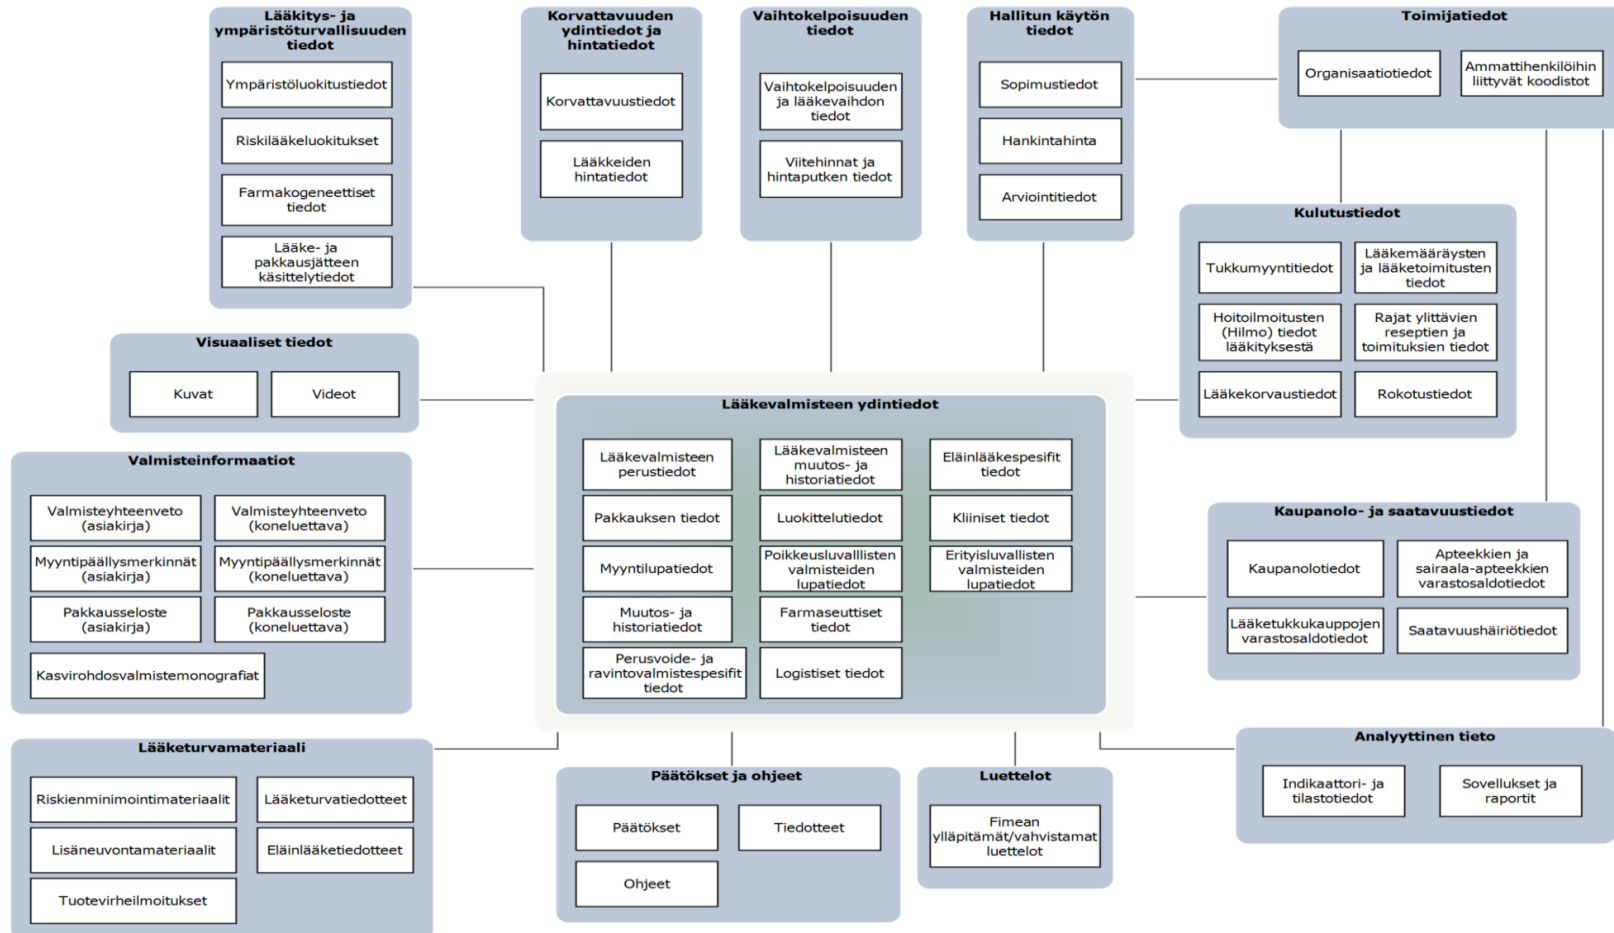 Lääkitys- ja
ympäristöturvallisuuden
tiedot
Ympäristöluokitustiedot
Riskilääkeluokitukset
Farmakogeneettiset
tiedot
Lääke- ja
pakkausjätteen
käsittelytiedot
Korvattavuuden
ydintiedot ja
hintatiedot
Korvattavuustiedot
Lääkkeiden
hintatiedot
Vaihtokelpoisuuden
tiedot
Vaihtokelpoisuuden
ja lääkevaihdon
tiedot
Viitehinnat ja
hintaputken tiedot
Hallitun käytön
tiedot
Sopimustiedot
Hankintahinta
Arviointitiedot
Toimijatiedot
Organisaatiotiedot
Ammattihenkilöihin
liittyvät koodistot
Kulutustiedot
Tukkumyyntitiedot
Lääkemääräysten
ja lääketoimitusten
tiedot
Hoitoilmoitusten
(Hilmo) tiedot
lääkityksestä
Rajat ylittävien
reseptien ja
toimituksien tiedot
Lääkekorvaustiedot
Rokotustiedot
Visuaaliset tiedot
Kuvat
Videot
Valmisteinformaatiot
Valmisteyhteenveto
(asiakirja)
Valmisteyhteenveto
(koneluettava)
Myyntipäällysmerkinnät
(asiakirja)
Myyntipäällysmerkinnät
(koneluettava)
Pakkausseloste
(asiakirja)
Pakkausseloste
(koneluettava)
Kasvirohdosvalmistemonografiat
Lääkevalmisteen ydintiedot
Lääkevalmisteen
perustiedot
Lääkevalmisteen
muutos- ja
historiatiedot
Eläinlääkespesifit
tiedot
Pakkauksen tiedot
Luokittelutiedot
Kliiniset tiedot
Myyntilupatiedot
Poikkeusluvalllisten
valmisteiden
lupatiedot
Erityisluvallisten
valmisteiden
lupatiedot
Muutos- ja
historiatiedot
Farmaseuttiset
tiedot
Perusvoide- ja
ravintovalmistespesifit
tiedot
Logistiset tiedot
Kaupanolo- ja saatavuustiedot
Kaupanolotiedot
Apteekkien ja
sairaala-apteekkien
varastosaldotiedot
Lääketukkukauppojen
varastosaldotiedot
Saatavuushäiriötiedot
Lääketurvamateriaali
Riskienminimointimateriaalit
Lääketurvatiedotteet
Lisäneuvontamateriaalit
Eläinlääketiedotteet
Tuotevirheilmoitukset
Päätökset ja ohjeet
Päätökset
Tiedotteet
Ohjeet
Luettelot
Fimean
ylläpitämät/vahvistamat
luettelot
Analyyttinen tieto
Indikaattori- ja
tilastotiedot
Sovellukset ja
raportit